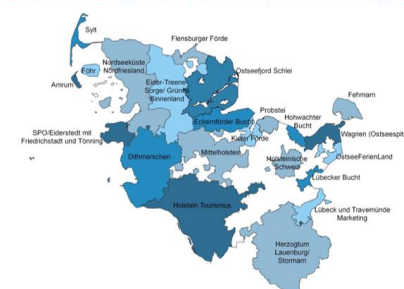 Sylt
Flensburger Förde
Nordseeküste
Nordfriesland
Föhr
Amrum
Eider-Treene-
Sorge/ Grünes
Binnenland
Ostseefjord Schlei
Fehmarn
Eckernförder Bucht
Probstei
Hohwachter
Bucht
SPO/Eiderstedt mit
Friedrichstadt und Tönning
Kieler Förde
Wagrien (Ostseespitze
Dithmarschen
Mittelholstein
Holsteinische
Schweiz
OstseeFerienLand
Lübecker Bucht
Holstein Tourismus
Lübeck und Travemünde
Marketing
Herzogtum
Lauenburg/
Stormarn